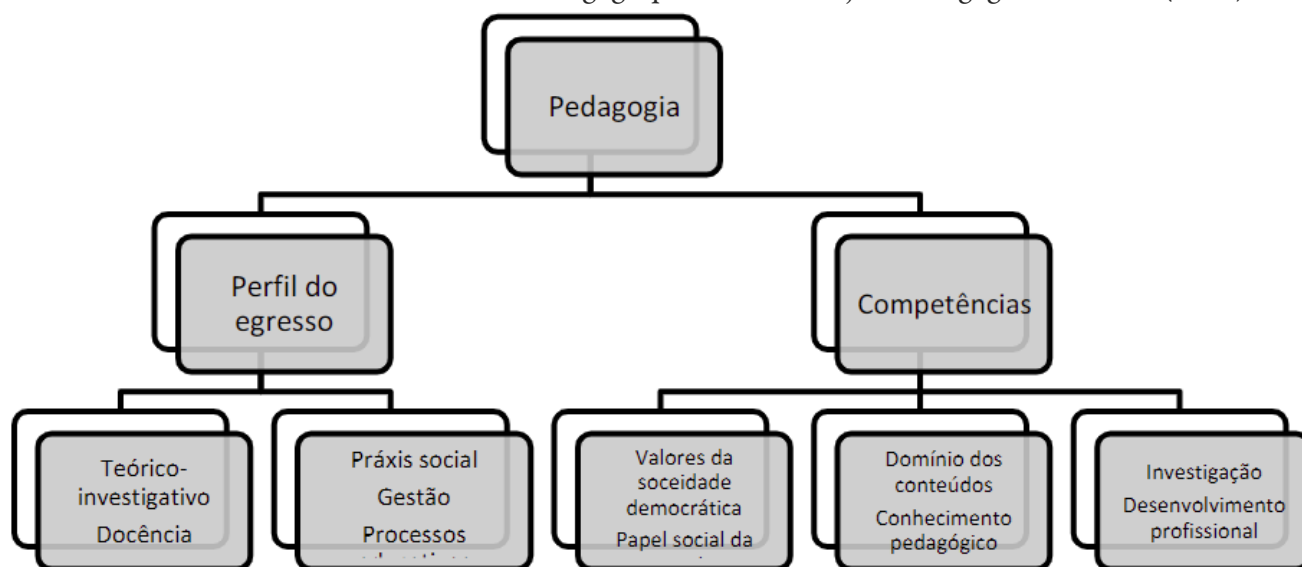 Pedagogia
Perfil do
egresso
Competências
Teórico-
investigativo
Docência
Práxis social
Gestão
Processos
Valores da
soceidade
democrática
Papel social da
Domínio dos
conteúdos
Conhecimento
pedagógico
Investigação
Desenvolvimento
profissional